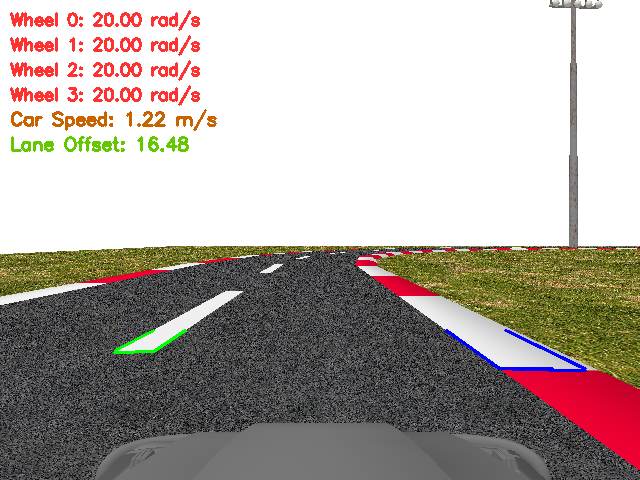 Wheel 0: 20.00 rad/s
Wheel 1: 20.00 rad/s
Wheel 2: 20.00 rad/s
Wheel 3: 20.00 rad/s
Car Speed: 1.22 m/s
Lane Offset: 16.48